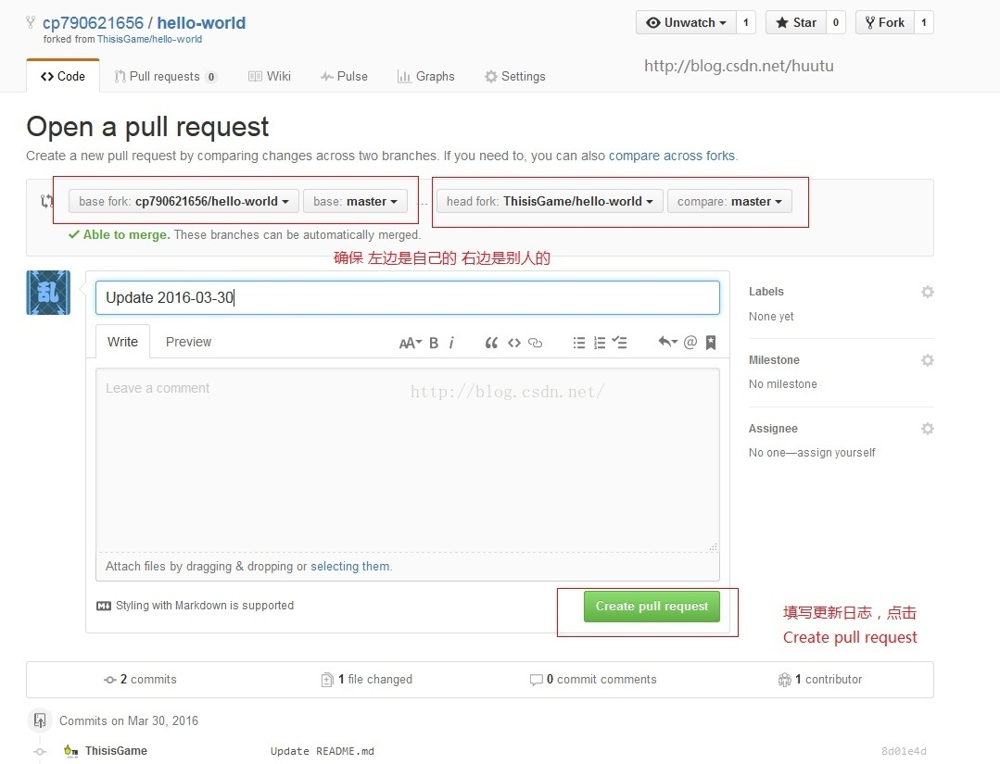 cp790621656 / hello-world
forked from ThisisGame/hello-world
Unwatch 1 Star 0 Fork 1
Code Pull requests 0 Wiki Pulse Graphs Settings
http://blog.csdn.net/huutu
Open a pull request
Create a new pull request by comparing changes across two branches. If you need to, you can also compare across forks.
base fork: cp790621656/hello-world base: master ... head fork: ThisisGame/hello-world compare: master
Able to merge. These branches can be automatically merged.
确保 左边是自己的 右边是别人的
乱
Update 2016-03-30
Write Preview AA B i
Leave a comment
http://blog.csdn.net/
Attach files by dragging & dropping or selecting them.
Styling with Markdown is supported
Create pull request
Labels
None yet
Milestone
No milestone
Assignee
No one—assign yourself
填写更新日志，点击
Create pull request
2 commits 1 file changed 0 commit comments 1 contributor
Commits on Mar 30, 2016
ThisisGame Update README.md 8d01e4d